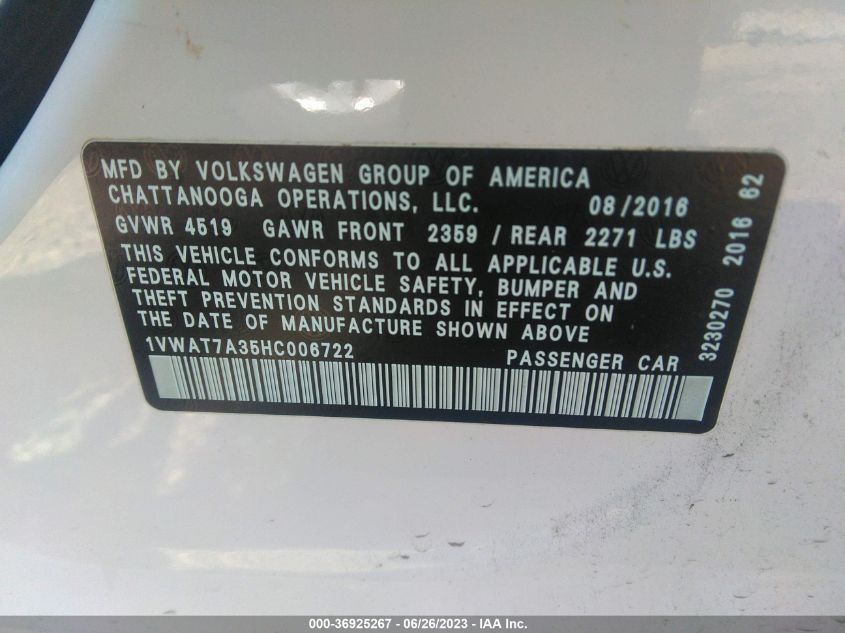 MFD BY VOLKSWAGEN GROUP OF AMERICA
CHATTANOOGA OPERATIONS, LLC. 08/2016
GVWR 4519 GAWR FRONT 2359 / REAR 2271 LBS
THIS VEHICLE CONFORMS TO ALL APPLICABLE U.S.
FEDERAL MOTOR VEHICLE SAFETY, BUMPER AND
THEFT PREVENTION STANDARDS IN EFFECT ON
THE DATE OF MANUFACTURE SHOWN ABOVE
1VWAT7A35HC006722 PASSENGER CAR
3230270 2016 62
000-36925267 - 06/26/2023 - IAA Inc.